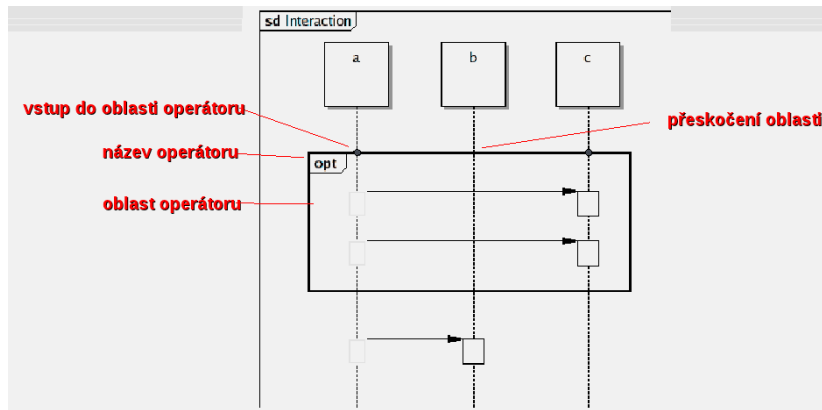 sd Interaction
a
b
c
vstup do oblasti operátoru
přeskočení oblasti
název operátoru
opt
oblast operátoru